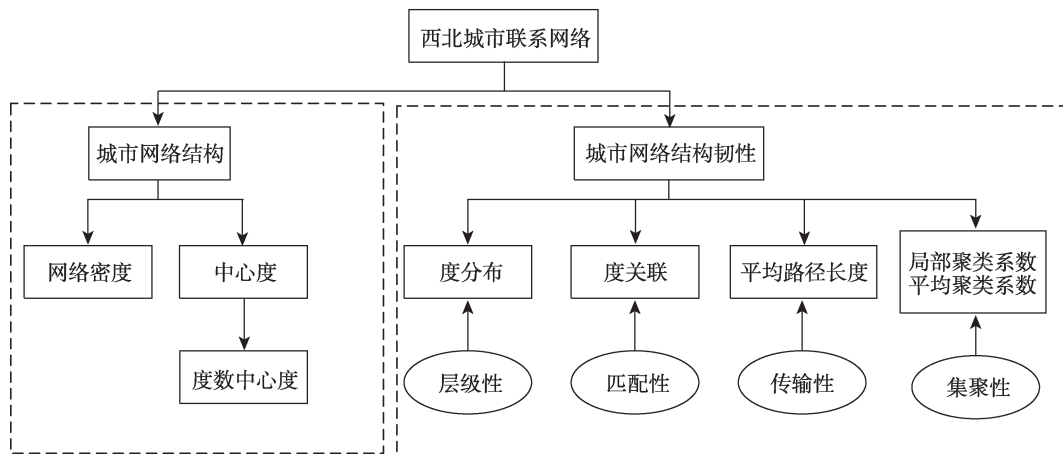 西北城市联系网络
城市网络结构
城市网络结构韧性
网络密度
中心度
度分布
度关联
平均路径长度
局部聚类系数
平均聚类系数
度数中心度
层级性
匹配性
传输性
集聚性